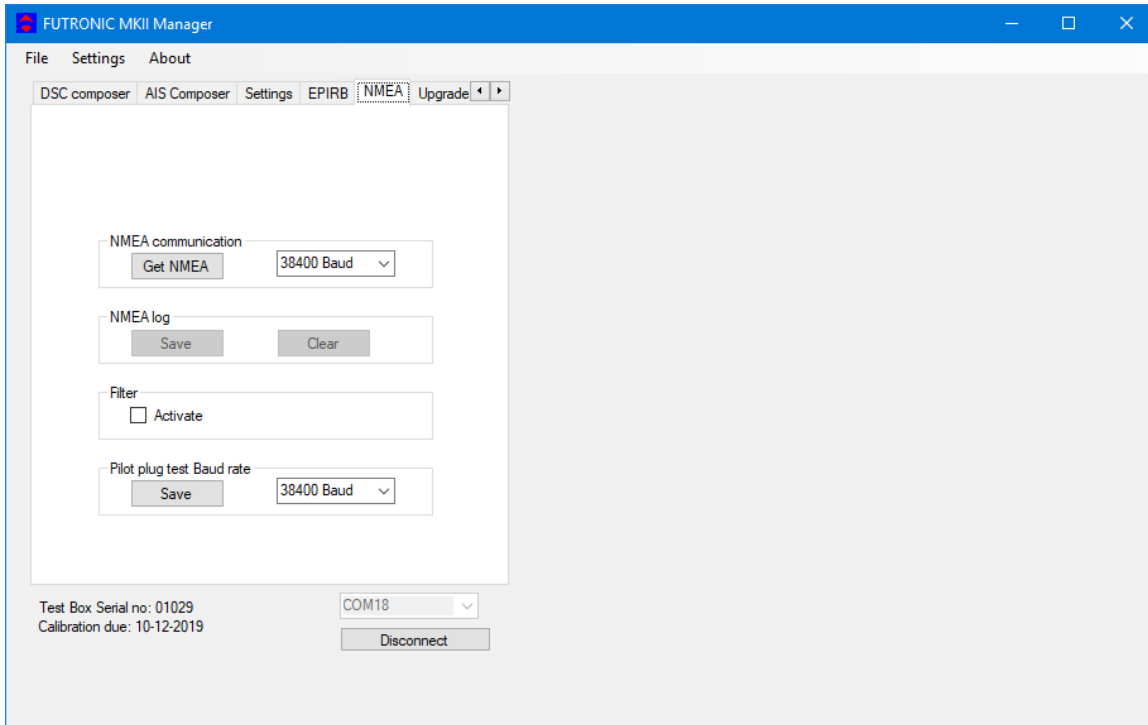 FUTRONIC MKII Manager
File Settings About
DSC composer AIS Composer Settings EPIRB NMEA Upgrade
NMEA communication
Get NMEA 38400 Baud
NMEA log
Save Clear
Filter
Activate
Pilot plug test Baud rate
Save 38400 Baud
Test Box Serial no: 01029 COM18
Calibration due: 10-12-2019
Disconnect